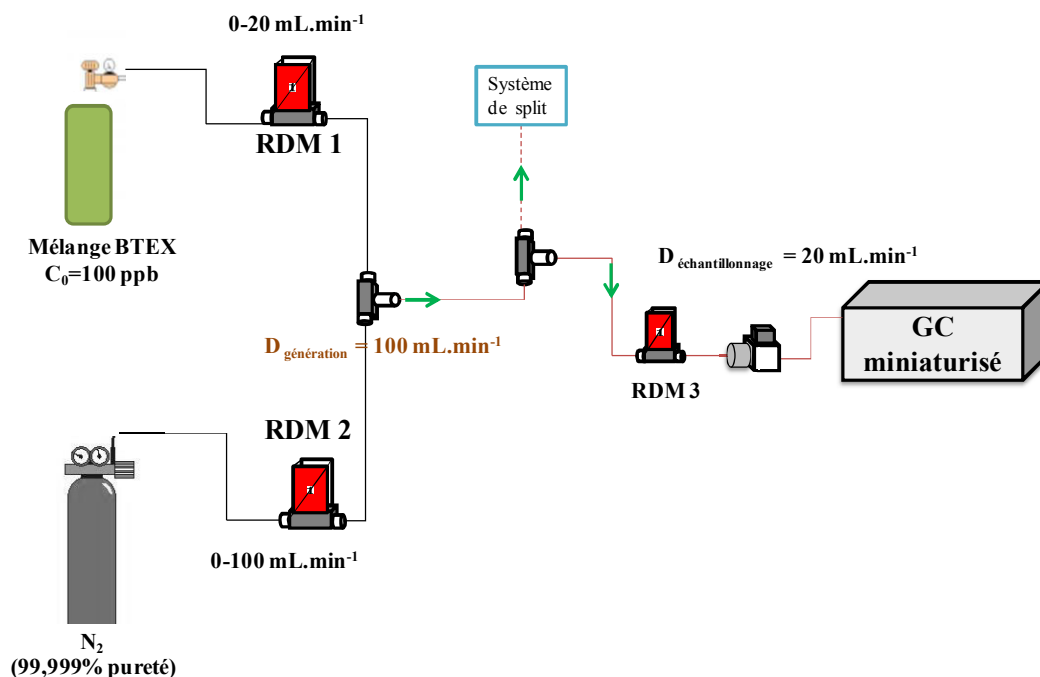 0-20 mL.min-1
RDM 1
Mélange BTEX
C0=100 ppb
Système
de split
D échantillonnage = 20 mL.min-1
GC
miniaturisé
D génération = 100 mL.min-1
RDM 3
RDM 2
0-100 mL.min-1
N2
(99,999% pureté)